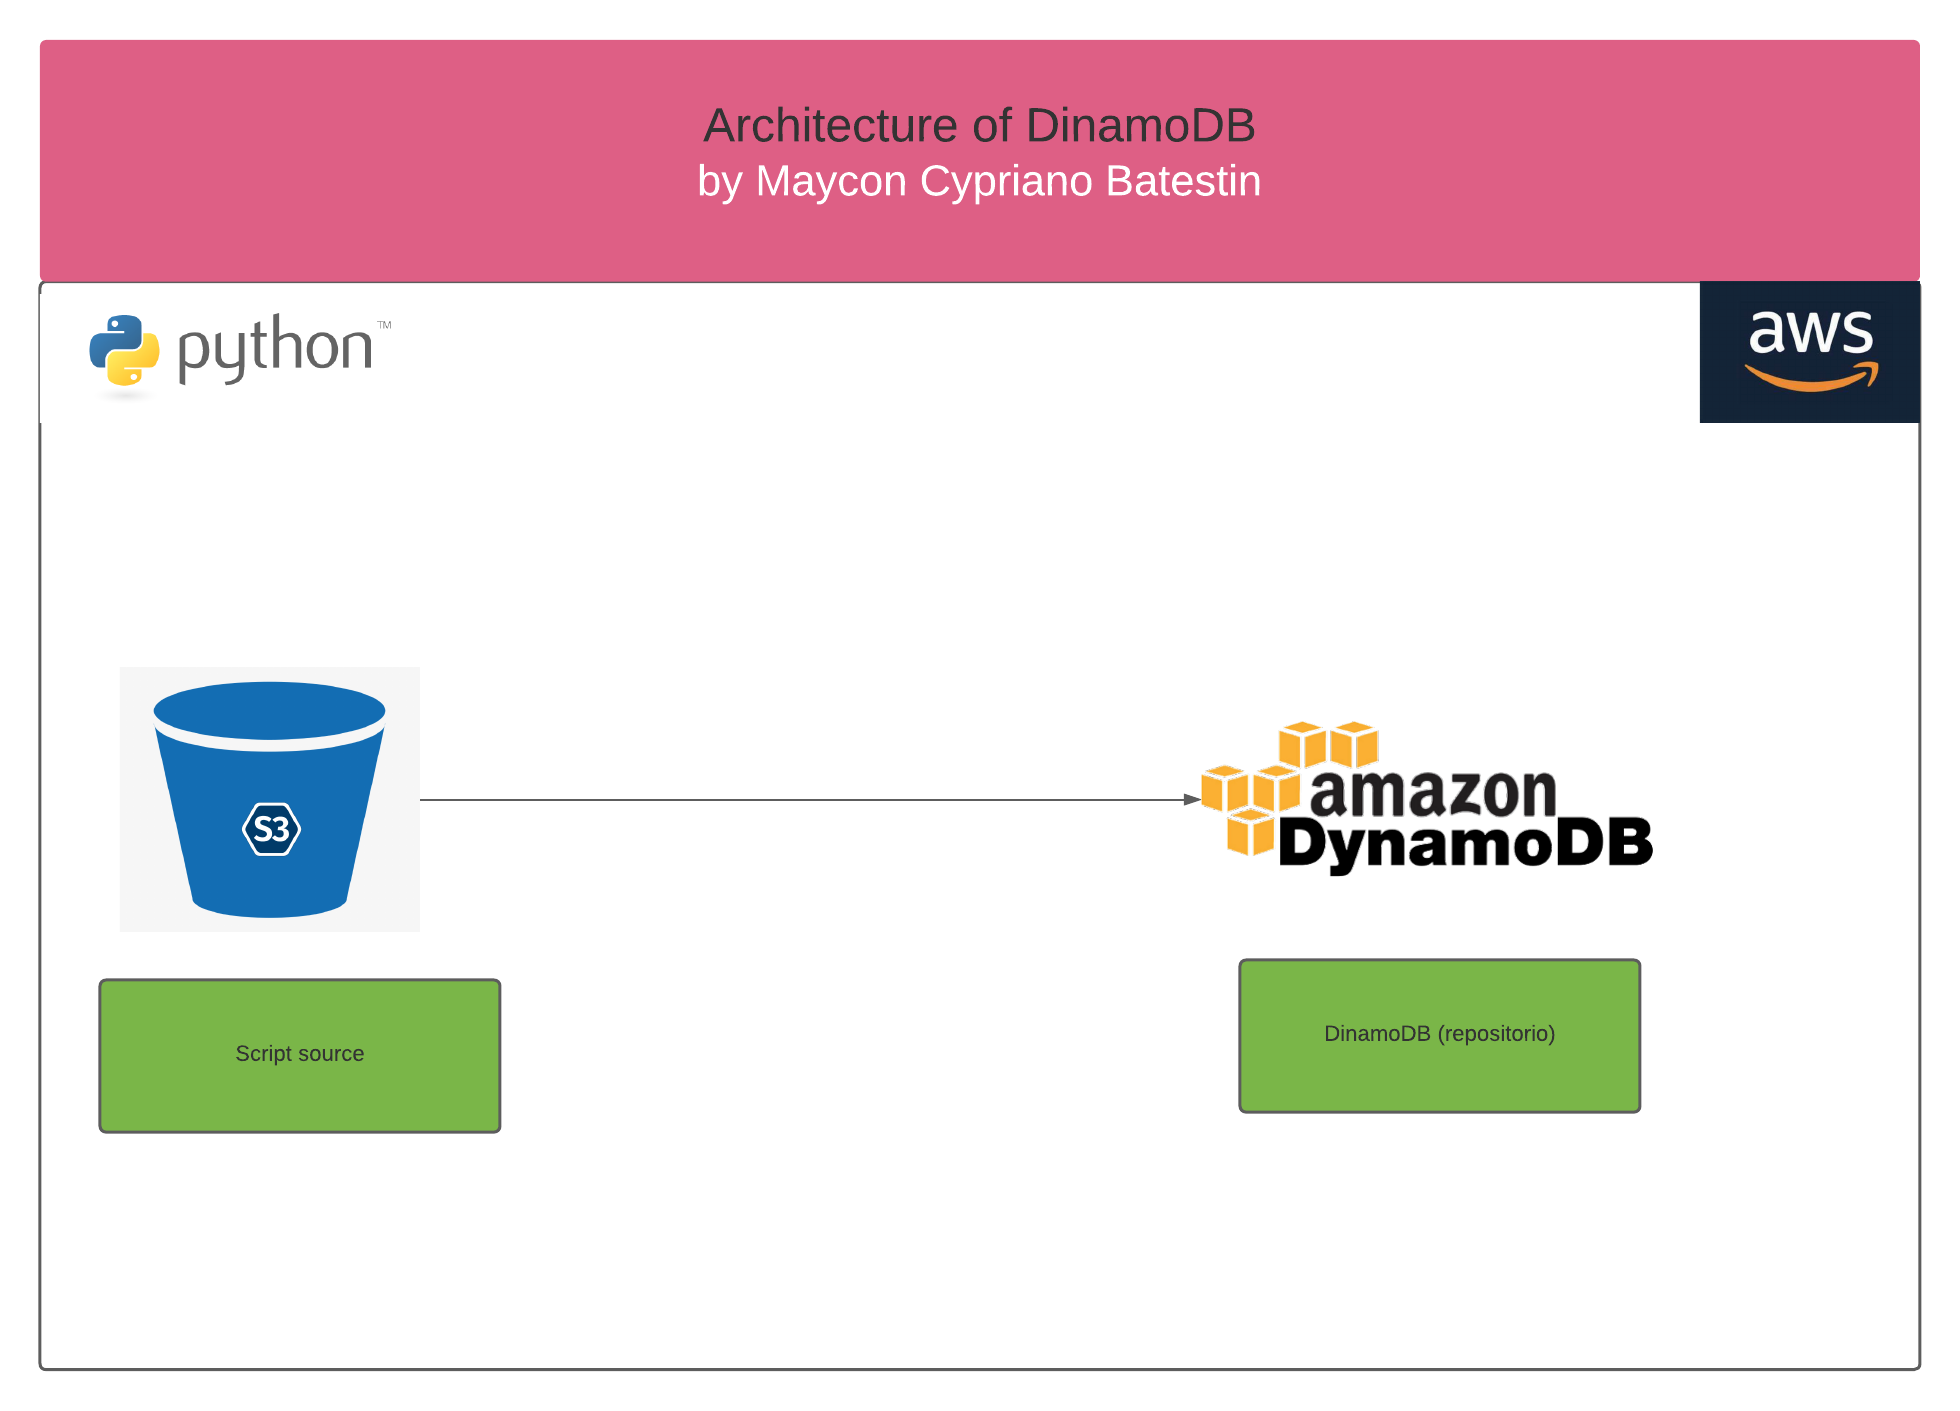 Architecture of DinamoDB
by Maycon Cypriano Batestin
python™
aws
S3
amazon
DynamoDB
Script source
DinamoDB (repositorio)